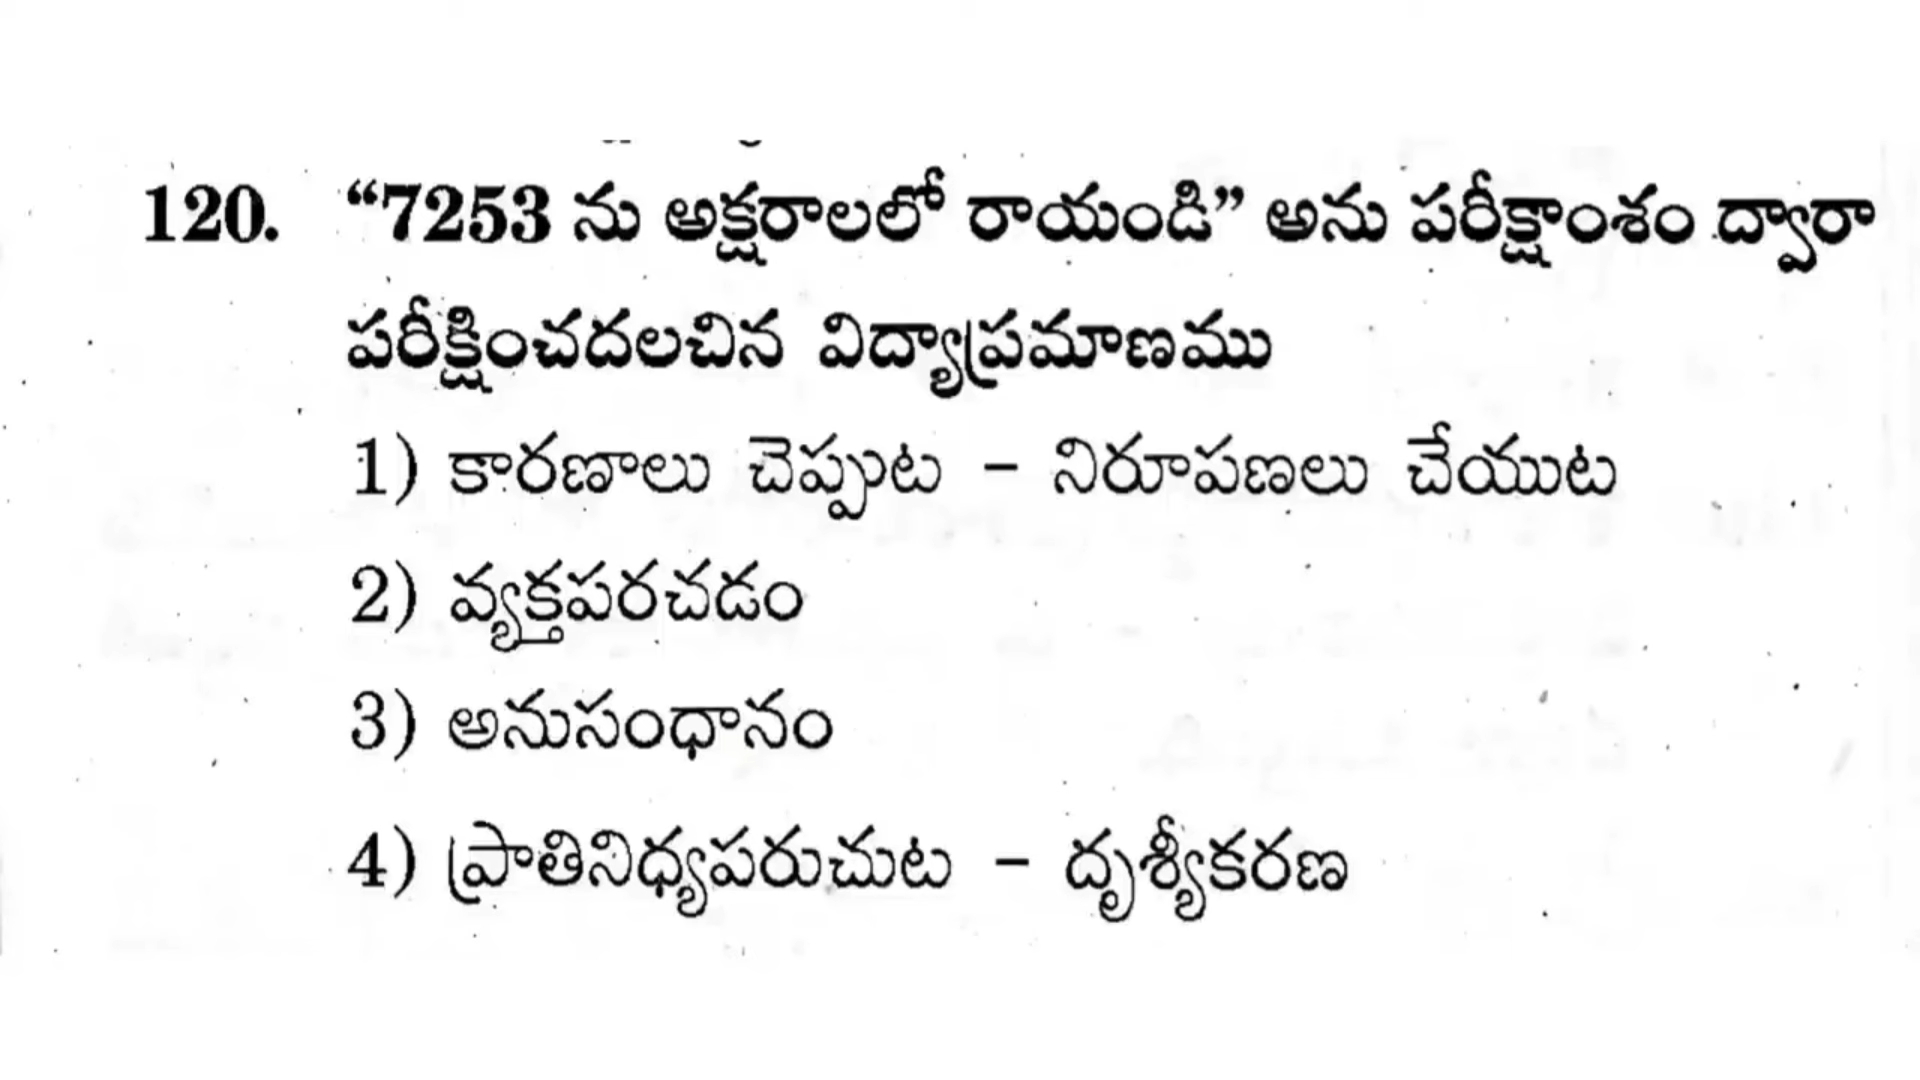 120. “7253 ను అక్షరాలలో రాయండి” అను పరీక్షాంశం ద్వారా
పరీక్షించదలచిన విద్యాప్రమాణము
1) కారణాలు చెప్పుట – నిరూపణలు చేయుట
2) వ్యక్తపరచడం
3) అనుసంధానం
4) ప్రాతినిధ్యపరుచుట – దృశ్యీకరణ